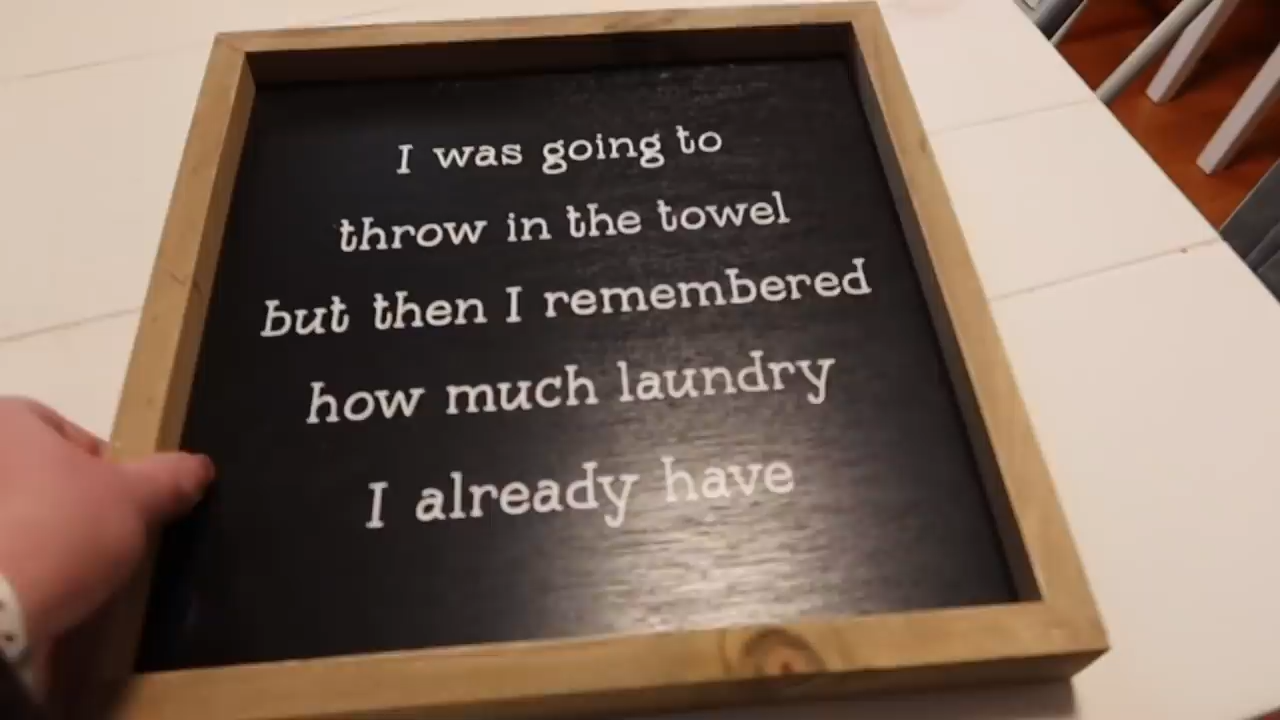 I was going to
throw in the towel
but then I remembered
how much laundry
I already have